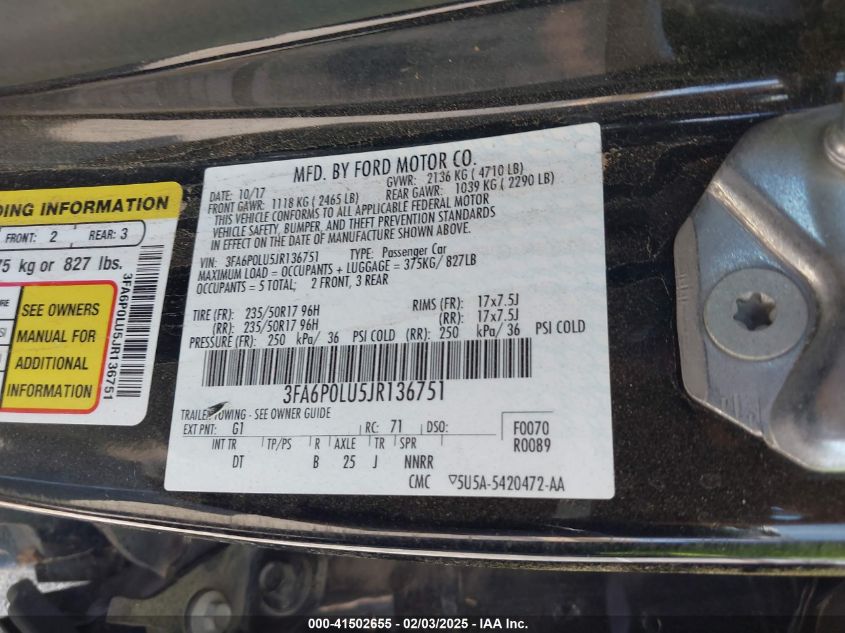 DING INFORMATION
FRONT: 2 REAR: 3
75 kg or 827 lbs.
SEE OWNERS
MANUAL FOR
ADDITIONAL
INFORMATION
3FA6P0LU5JR136751
MFD. BY FORD MOTOR CO.
DATE: 10/17 GVWR: 2136 KG ( 4710 LB)
FRONT GAWR: 1118 KG ( 2465 LB) REAR GAWR: 1039 KG ( 2290 LB)
THIS VEHICLE CONFORMS TO ALL APPLICABLE FEDERAL MOTOR
VEHICLE SAFETY, BUMPER, AND THEFT PREVENTION STANDARDS
IN EFFECT ON THE DATE OF MANUFACTURE SHOWN ABOVE.
VIN: 3FA6P0LU5JR136751 TYPE: Passenger Car
MAXIMUM LOAD = OCCUPANTS + LUGGAGE = 375KG/ 827LB
OCCUPANTS = 5 TOTAL; 2 FRONT, 3 REAR
TIRE (FR): 235/50R17 96H RIMS (FR): 17x7.5J
(RR): 235/50R17 96H (RR): 17x7.5J
PRESSURE (FR): 250 kPa/ 36 PSI COLD (RR): 250 kPa/ 36 PSI COLD
3FA6P0LU5JR136751
TRAILER TOWING - SEE OWNER GUIDE
EXT PNT: G1 RC: 71 DSO: F0070
INT TR TP/PS R AXLE TR SPR R0089
DT B 25 J NNRR
CMC 5U5A-5420472-AA
000-41502655 - 02/03/2025 - IAA Inc.